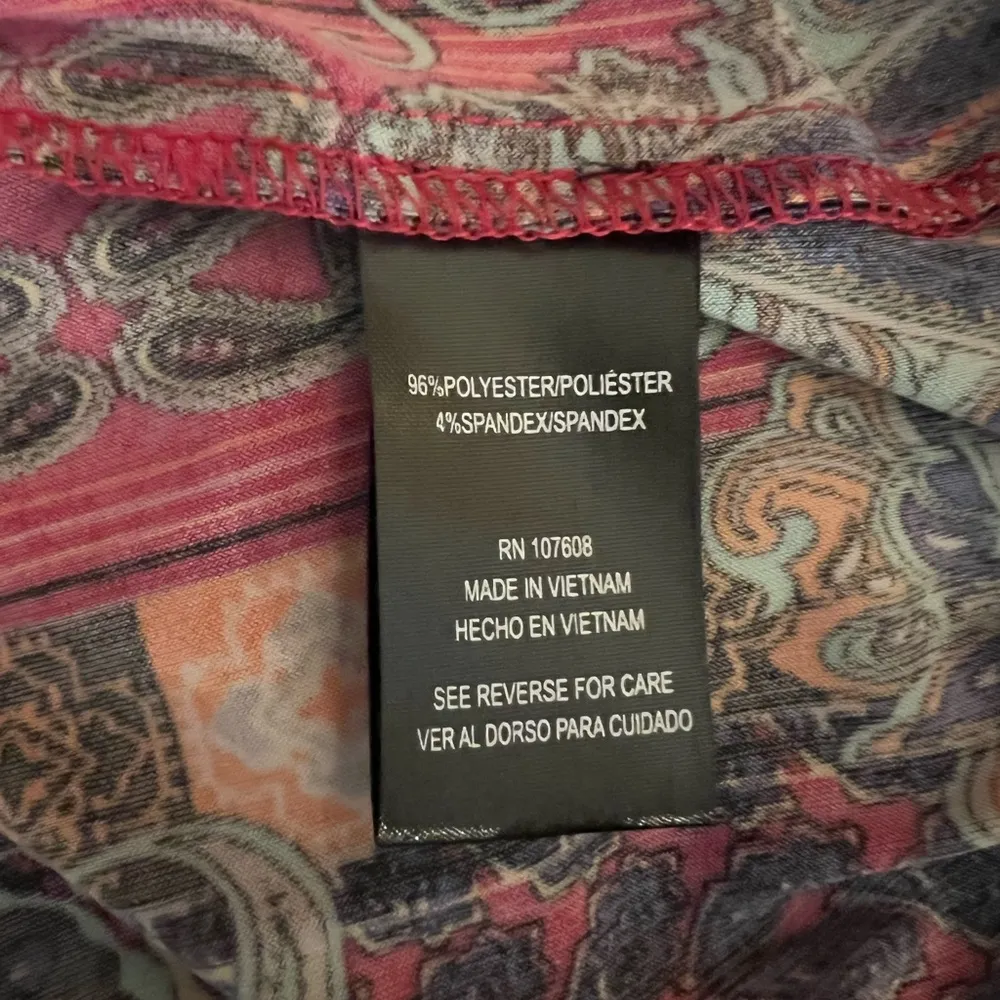 96%POLYESTER/POLIÉSTER
4%SPANDEX/SPANDEX
RN 107608
MADE IN VIETNAM
HECHO EN VIETNAM
SEE REVERSE FOR CARE
VER AL DORSO PARA CUIDADO